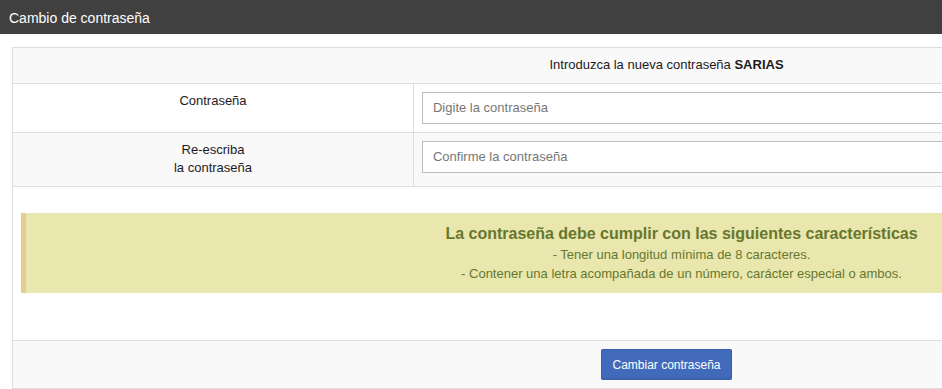 Cambio de contraseña
Introduzca la nueva contraseña SARIAS
Contraseña
Digite la contraseña
Re-escriba
la contraseña
Confirme la contraseña
La contraseña debe cumplir con las siguientes características
- Tener una longitud mínima de 8 caracteres.
- Contener una letra acompañada de un número, carácter especial o ambos.
Cambiar contraseña